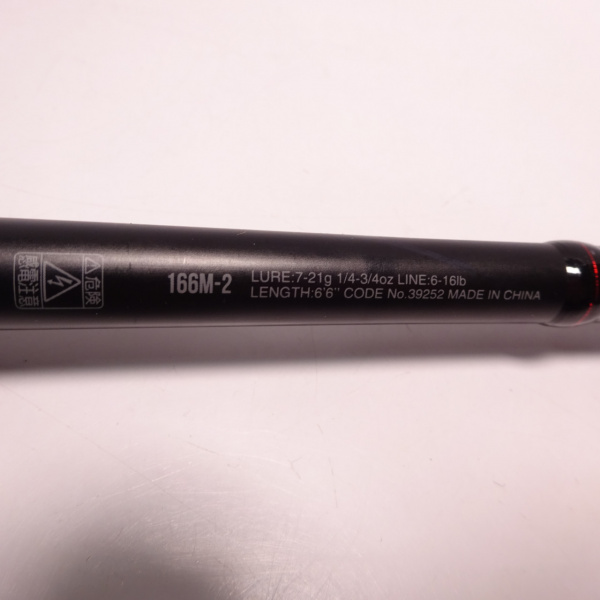 危険
感電注意
166M-2
LURE:7-21g 1/4-3/4oz LINE:6-16lb
LENGTH:6'6" CODE No.39252 MADE IN CHINA